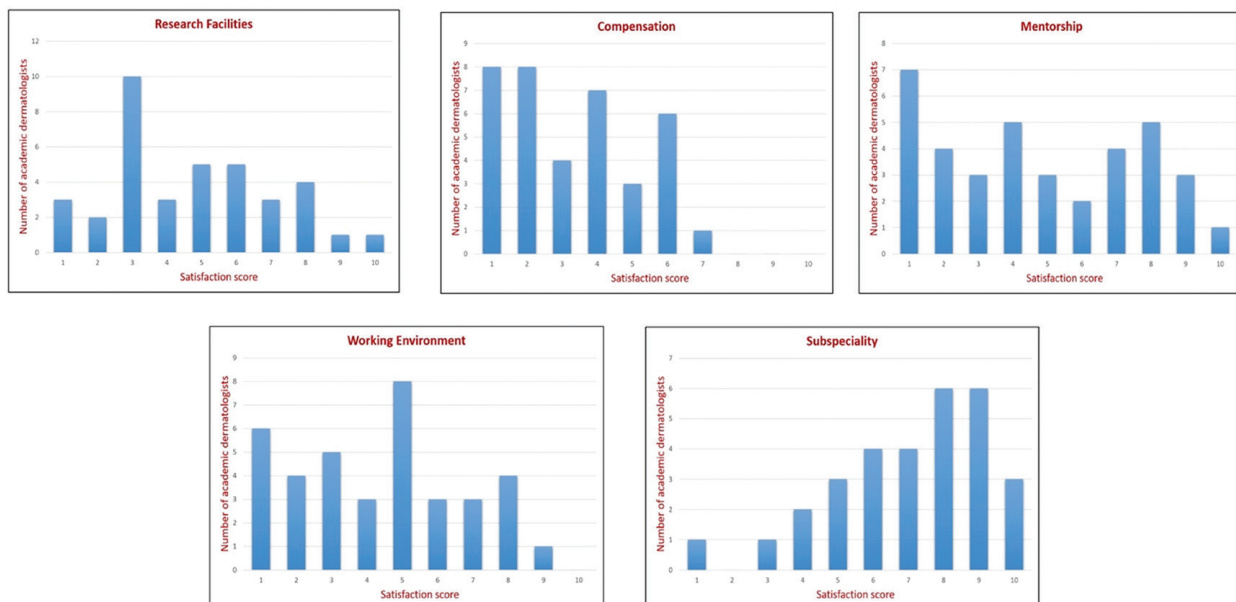 Research Facilities
Number of academic dermatologists
12
10
8
6
4
2
0
1 2 3 4 5 6 7 8 9 10
Satisfaction score
Compensation
Number of academic dermatologists
9
8
7
6
5
4
3
2
1
0
1 2 3 4 5 6 7 8 9 10
Satisfaction score
Mentorship
Number of academic dermatologists
8
7
6
5
4
3
2
1
0
1 2 3 4 5 6 7 8 9 10
Satisfaction score
Working Environment
Number of academic dermatologists
9
8
7
6
5
4
3
2
1
0
1 2 3 4 5 6 7 8 9 10
Satisfaction score
Subspeciality
Number of academic dermatologists
7
6
5
4
3
2
1
0
1 2 3 4 5 6 7 8 9 10
Satisfaction score